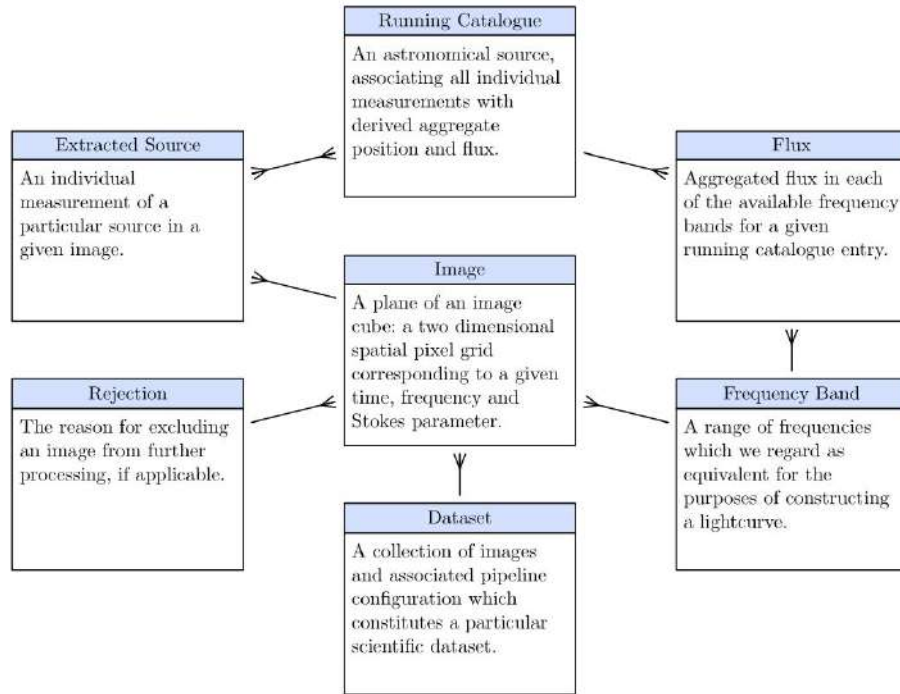 Running Catalogue
An astronomical source,
associating all individual
measurements with
derived aggregate
position and flux.
Extracted Source
An individual
measurement of a
particular source in a
given image.
Flux
Aggregated flux in each
of the available frequency
bands for a given
running catalogue entry.
Image
A plane of an image
cube: a two dimensional
spatial pixel grid
corresponding to a given
time, frequency and
Stokes parameter.
Rejection
The reason for excluding
an image from further
processing, if applicable.
Frequency Band
A range of frequencies
which we regard as
equivalent for the
purposes of constructing
a lightcurve.
Dataset
A collection of images
and associated pipeline
configuration which
constitutes a particular
scientific dataset.